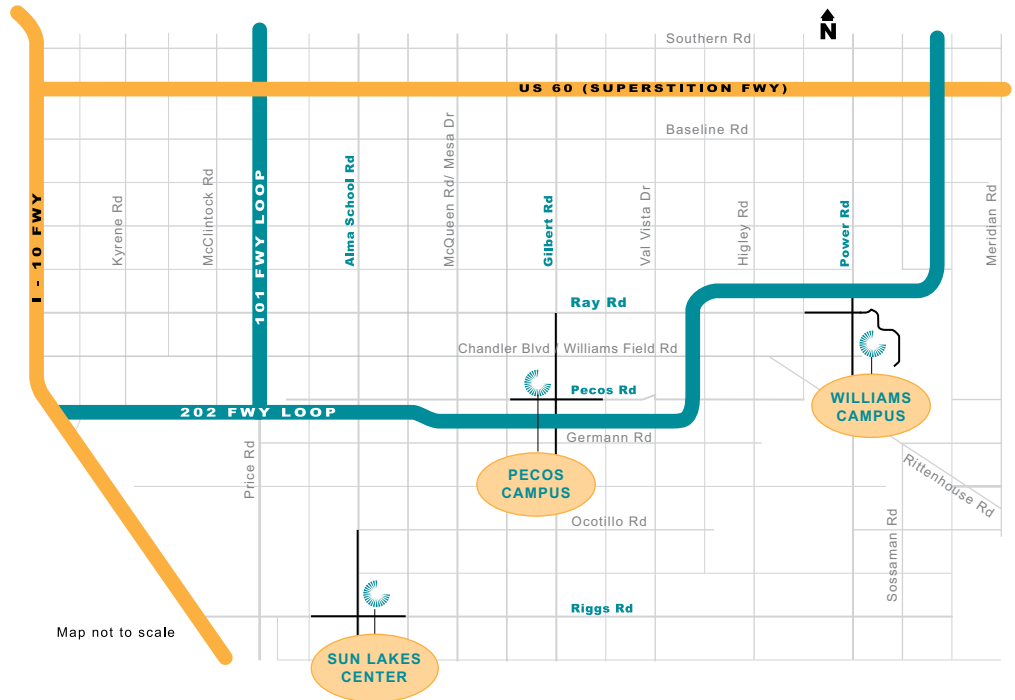 N
Southern Rd
US 60 (SUPERSTITION FWY)
Baseline Rd
I - 10 FWY
Kyrene Rd
McClintock Rd
101 FWY LOOP
Alma School Rd
McQueen Rd/ Mesa Dr
Gilbert Rd
Val Vista Dr
Higley Rd
Power Rd
Meridian Rd
Ray Rd
Chandler Blvd / Williams Field Rd
Pecos Rd
WILLIAMS
CAMPUS
202 FWY LOOP
Germann Rd
Price Rd
PECOS
CAMPUS
Rittenhouse Rd
Ocotillo Rd
Sossaman Rd
Riggs Rd
Map not to scale
SUN LAKES
CENTER